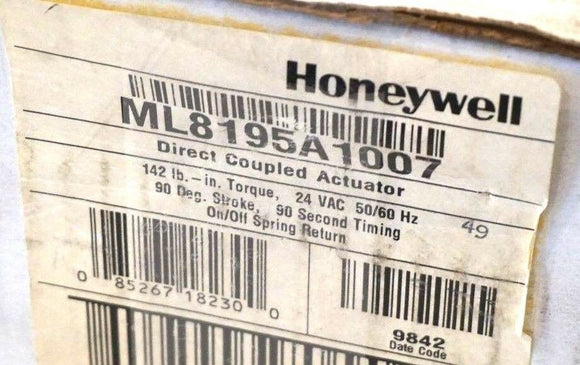 Honeywell
ML8195A1007
Direct Coupled Actuator
142 lb.-in. Torque, 24 VAC 50/60 Hz
90 Deg. Stroke, 90 Second Timing
On/Off Spring Return
49
0 85267 18230 0
9842
Date Code